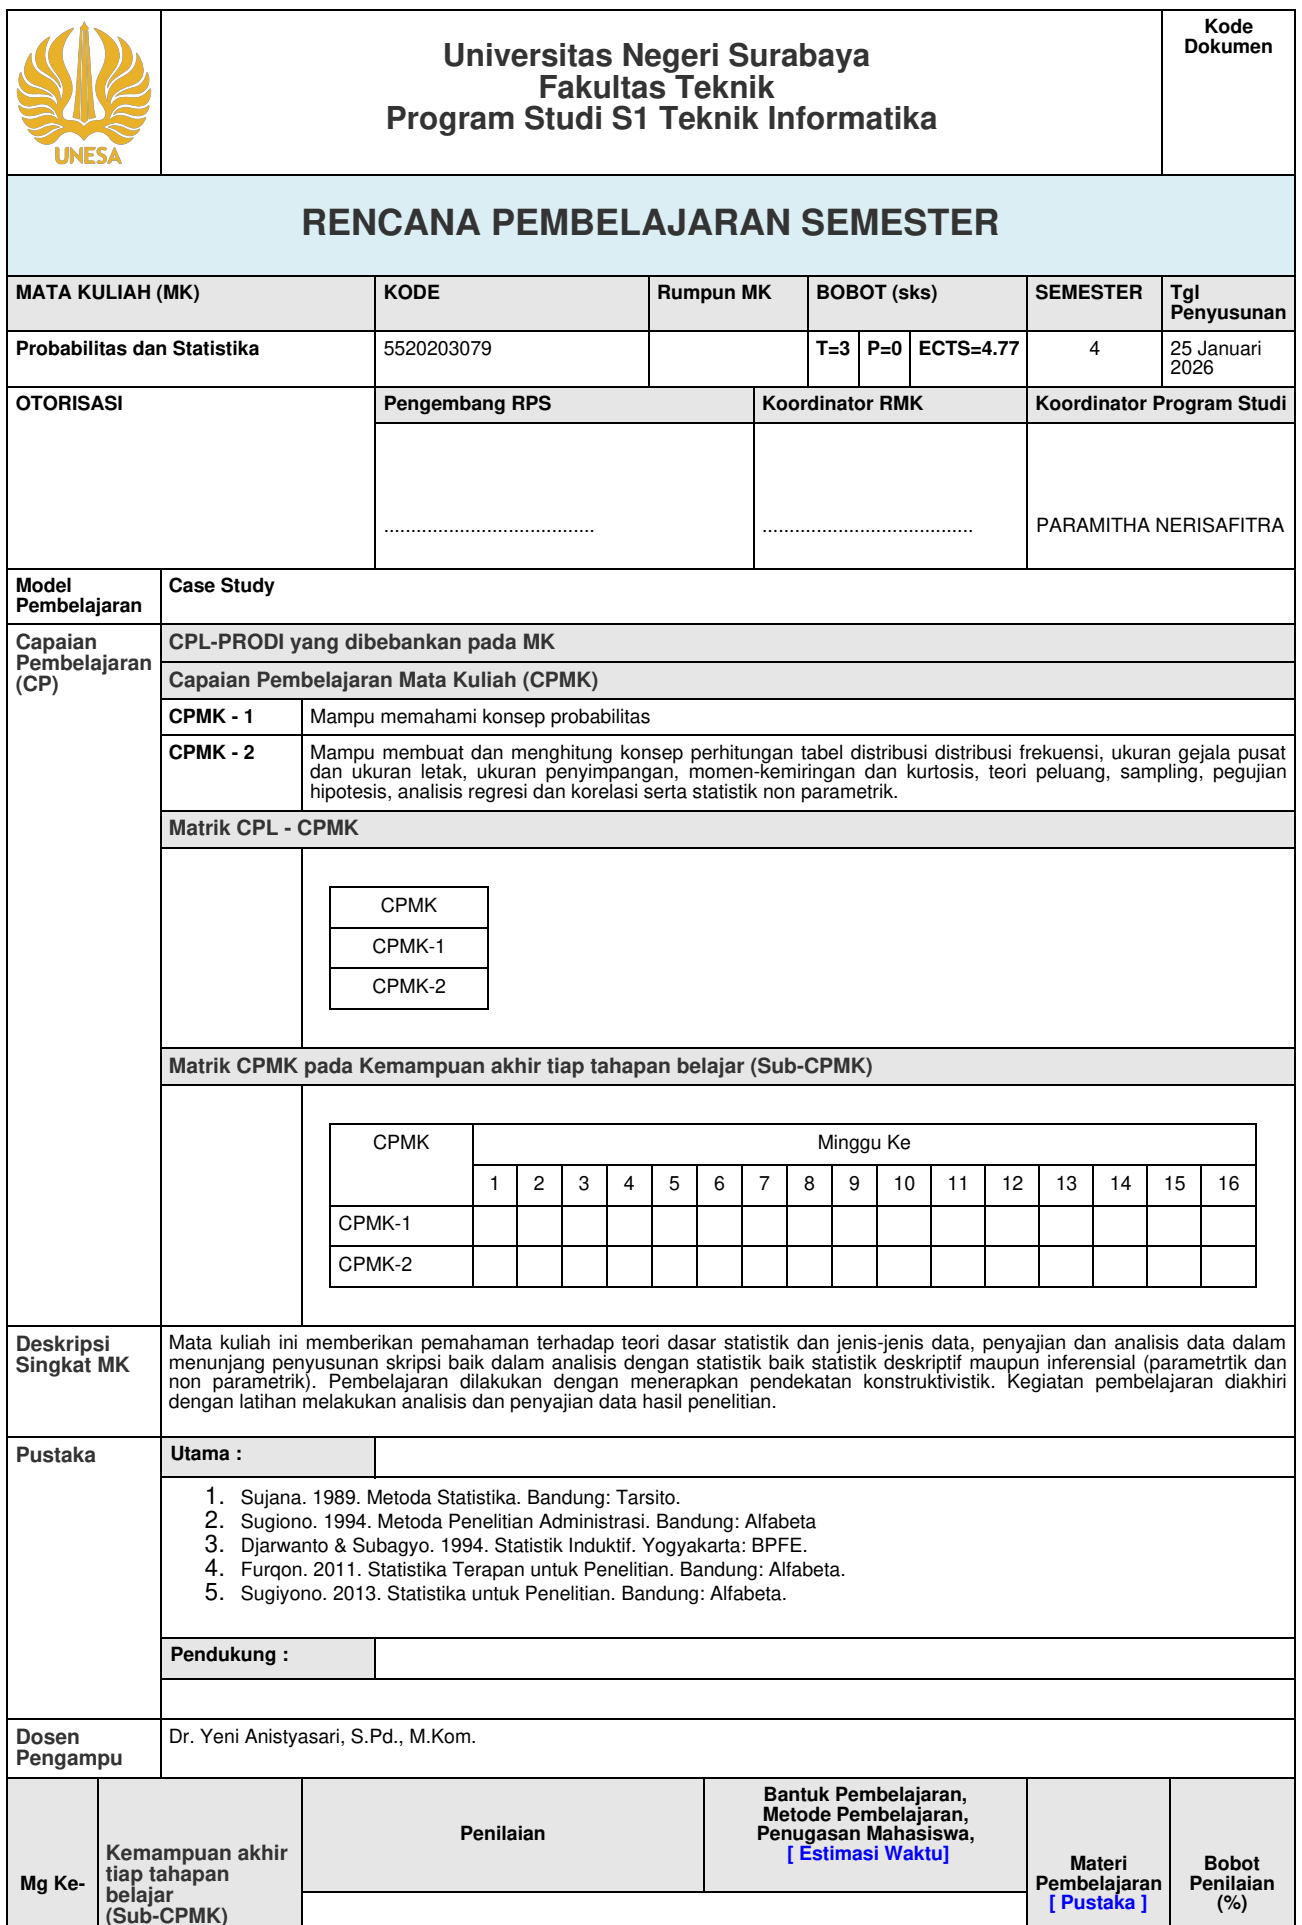 UNESA
Universitas Negeri Surabaya
Fakultas Teknik
Program Studi S1 Teknik Informatika
Kode
Dokumen
RENCANA PEMBELAJARAN SEMESTER
MATA KULIAH (MK) KODE Rumpun MK BOBOT (sks) SEMESTER Tgl
Penyusunan
Probabilitas dan Statistika 5520203079 T=3 P=0 ECTS=4.77 4 25 Januari
2026
OTORISASI Pengembang RPS Koordinator RMK Koordinator Program Studi
....................................... ....................................... PARAMITHA NERISAFITRA
Model
Pembelajaran
Case Study
Capaian
Pembelajaran
(CP)
CPL-PRODI yang dibebankan pada MK
Capaian Pembelajaran Mata Kuliah (CPMK)
CPMK - 1 Mampu memahami konsep probabilitas
CPMK - 2 Mampu membuat dan menghitung konsep perhitungan tabel distribusi distribusi frekuensi, ukuran gejala pusat
dan ukuran letak, ukuran penyimpangan, momen-kemiringan dan kurtosis, teori peluang, sampling, pegujian
hipotesis, analisis regresi dan korelasi serta statistik non parametrik.
Matrik CPL - CPMK
CPMK
CPMK-1
CPMK-2
Matrik CPMK pada Kemampuan akhir tiap tahapan belajar (Sub-CPMK)
CPMK Minggu Ke
1 2 3 4 5 6 7 8 9 10 11 12 13 14 15 16
CPMK-1
CPMK-2
Deskripsi
Singkat MK
Mata kuliah ini memberikan pemahaman terhadap teori dasar statistik dan jenis-jenis data, penyajian dan analisis data dalam
menunjang penyusunan skripsi baik dalam analisis dengan statistik baik statistik deskriptif maupun inferensial (parametrtik dan
non parametrik). Pembelajaran dilakukan dengan menerapkan pendekatan konstruktivistik. Kegiatan pembelajaran diakhiri
dengan latihan melakukan analisis dan penyajian data hasil penelitian.
Pustaka
Utama :
1. Sujana. 1989. Metoda Statistika. Bandung: Tarsito.
2. Sugiono. 1994. Metoda Penelitian Administrasi. Bandung: Alfabeta
3. Djarwanto & Subagyo. 1994. Statistik Induktif. Yogyakarta: BPFE.
4. Furqon. 2011. Statistika Terapan untuk Penelitian. Bandung: Alfabeta.
5. Sugiyono. 2013. Statistika untuk Penelitian. Bandung: Alfabeta.
Pendukung :
Dosen
Pengampu
Dr. Yeni Anistyasari, S.Pd., M.Kom.
Mg Ke-
Kemampuan akhir
tiap tahapan
belajar
(Sub-CPMK)
Penilaian
Bantuk Pembelajaran,
Metode Pembelajaran,
Penugasan Mahasiswa,
[ Estimasi Waktu]
Materi
Pembelajaran
[ Pustaka ]
Bobot
Penilaian
(%)